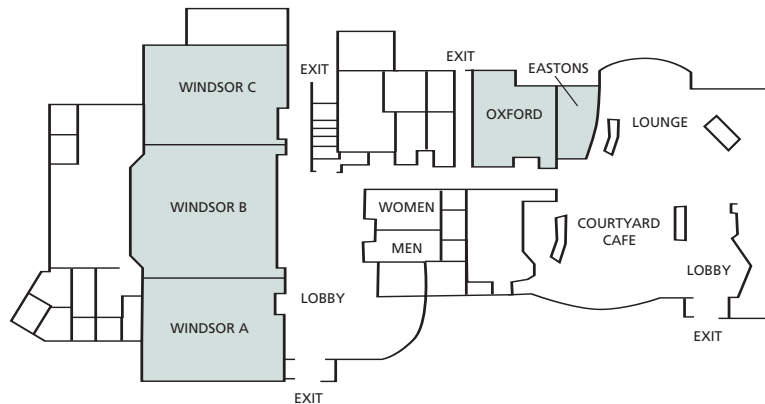 EXIT
EXIT
EASTONS
WINDSOR C
OXFORD
LOUNGE
WINDSOR B
WOMEN
MEN
COURTYARD
CAFE
LOBBY
LOBBY
WINDSOR A
EXIT
EXIT